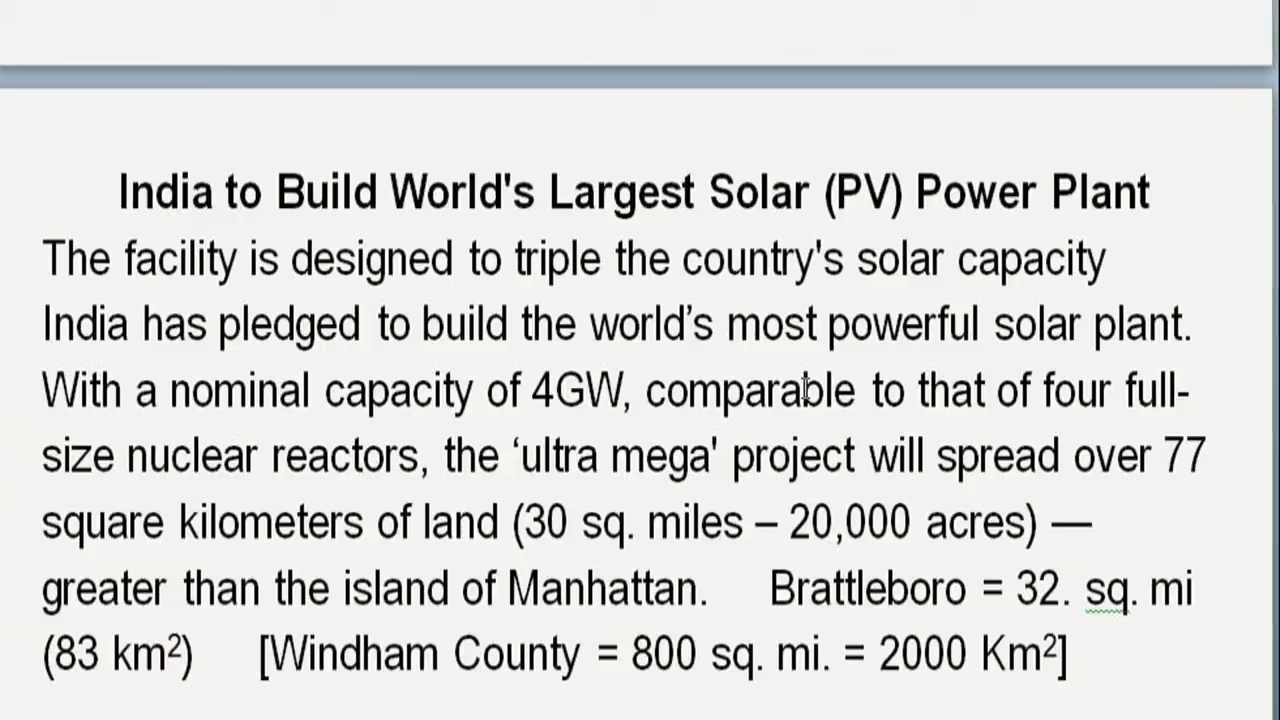 India to Build World's Largest Solar (PV) Power Plant
The facility is designed to triple the country's solar capacity
India has pledged to build the world’s most powerful solar plant.
With a nominal capacity of 4GW, comparable to that of four full-
size nuclear reactors, the ‘ultra mega' project will spread over 77
square kilometers of land (30 sq. miles – 20,000 acres) —
greater than the island of Manhattan. Brattleboro = 32. sq. mi
(83 km²) [Windham County = 800 sq. mi. = 2000 Km²]